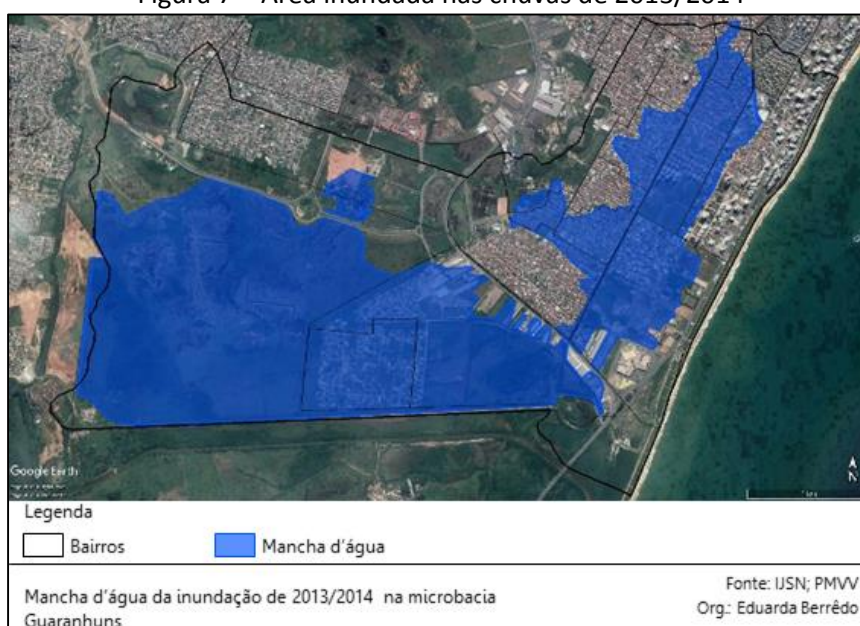 Figura 7 – Área inundada nas chuvas de 2013/2014
Google Earth
N
Legenda
Bairros
Mancha d'água
Mancha d'água da inundação de 2013/2014 na microbacia
Guaranhuns
Fonte: IJSN; PMVV
Org.: Eduarda Berrêdo